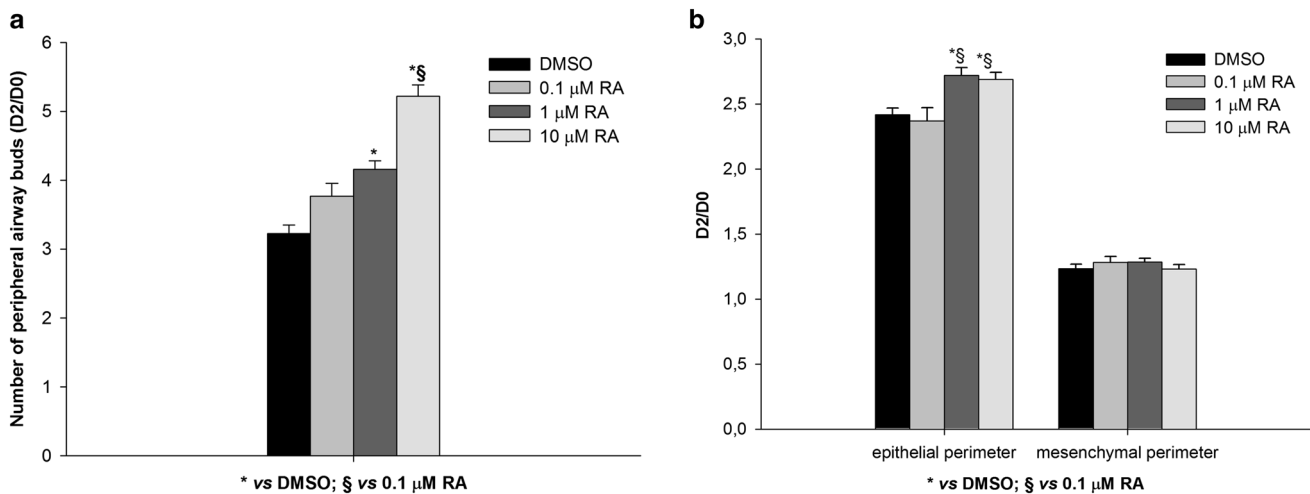 a
Number of peripheral airway buds (D2/D0)
6
5
4
3
2
1
0
DMSO
0.1 μM RA
1 μM RA
10 μM RA
*
*§
* vs DMSO; § vs 0.1 μM RA
b
D2/D0
3,0
2,5
2,0
1,5
1,0
0,5
0,0
DMSO
0.1 μM RA
1 μM RA
10 μM RA
*§ *§
epithelial perimeter mesenchymal perimeter
* vs DMSO; § vs 0.1 μM RA